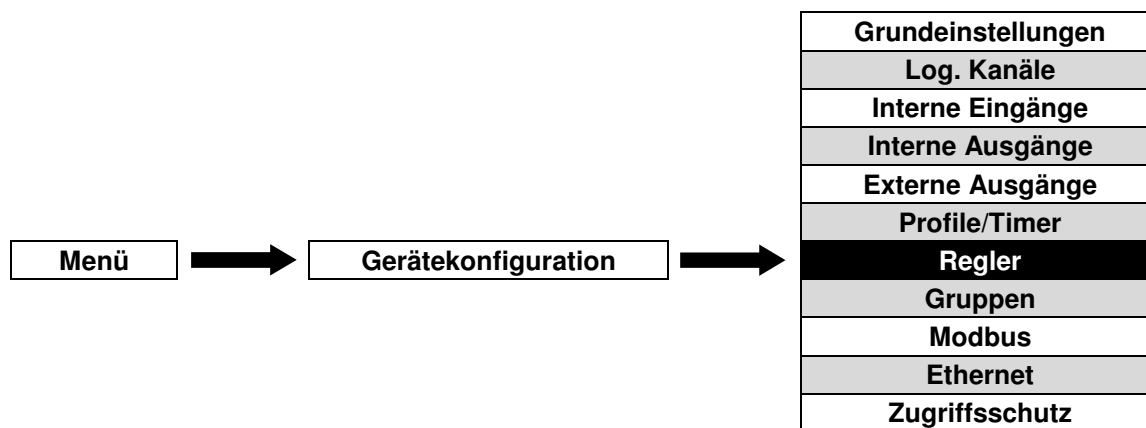 Grundeinstellungen
Log. Kanäle
Interne Eingänge
Interne Ausgänge
Externe Ausgänge
Profile/Timer
Menü
Gerätekonfiguration
Regler
Gruppen
Modbus
Ethernet
Zugriffsschutz